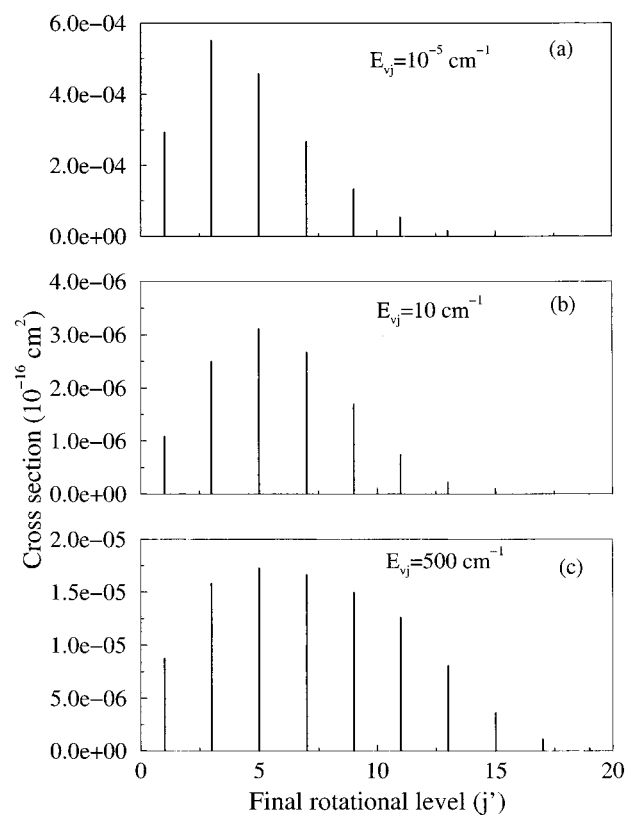 6.0e−04
4.0e−04
2.0e−04
0.0e+00
E_vj=10^−5 cm^−1
(a)
4.0e−06
3.0e−06
2.0e−06
1.0e−06
0.0e+00
E_vj=10 cm^−1
(b)
2.0e−05
1.5e−05
1.0e−05
5.0e−06
0.0e+00
E_vj=500 cm^−1
(c)
0 5 10 15 20
Final rotational level (j')
Cross section (10^−16 cm^2)